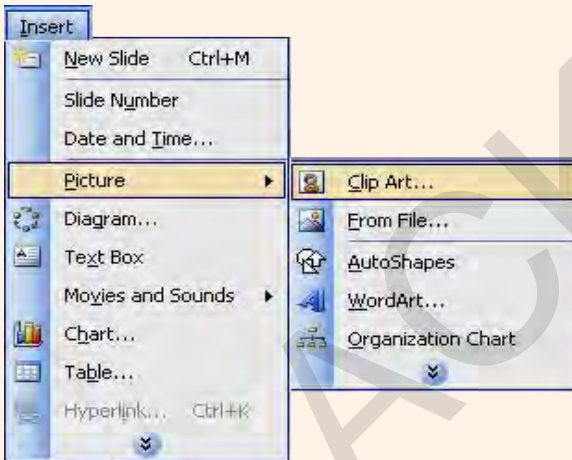 Insert
New Slide Ctrl+M
Slide Number
Date and Time...
Picture
Diagram...
Text Box
Movies and Sounds
Chart...
Table...
Hyperlink... Ctrl+K
Clip Art...
From File...
AutoShapes
WordArt...
Organization Chart
ACK